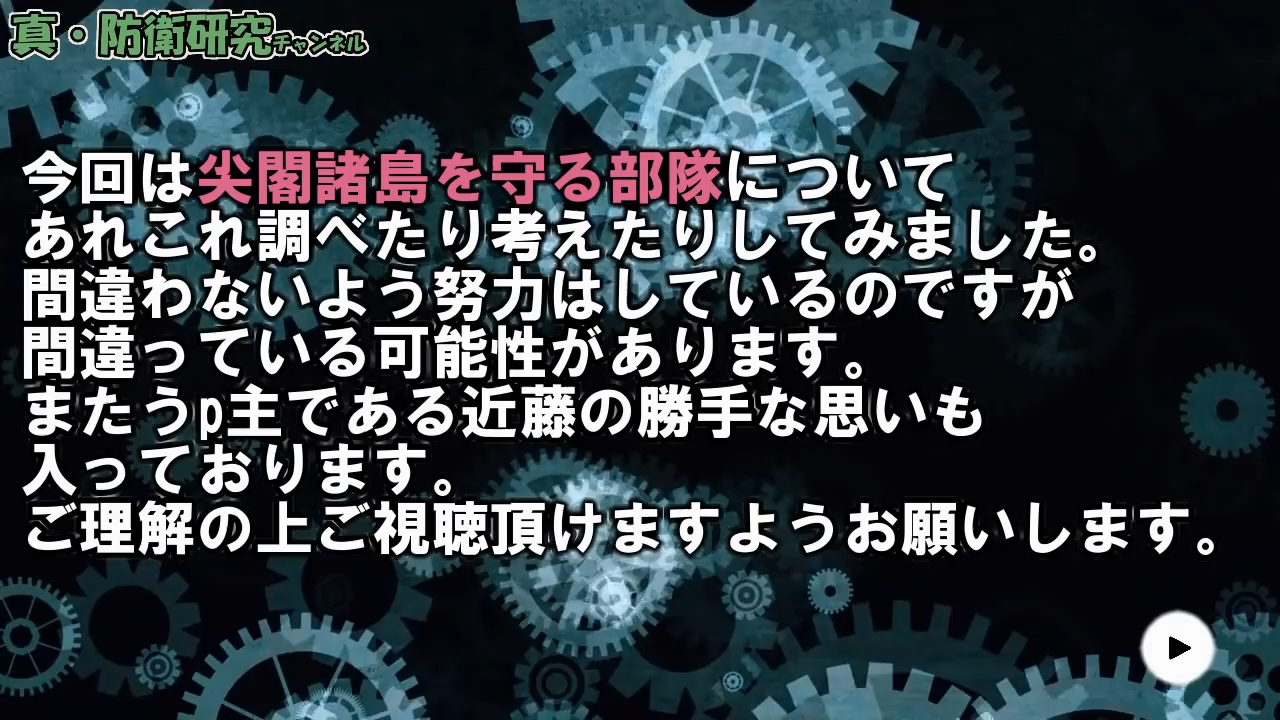 真・防衛研究チャンネル
今回は尖閣諸島を守る部隊について
あれこれ調べたり考えたりしてみました。
間違わないよう努力はしているのですが
間違っている可能性があります。
またうp主である近藤の勝手な思いも
入っております。
ご理解の上ご視聴頂けますようお願いします。